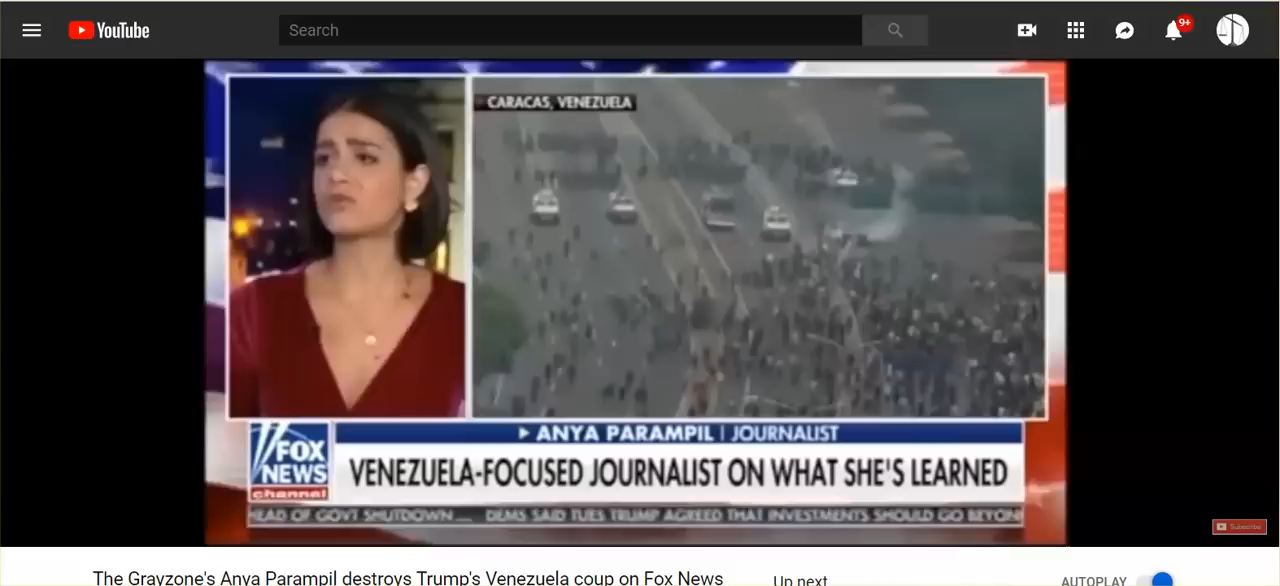 YouTube
Search
9+
CARACAS, VENEZUELA
ANYA PARAMPIL | JOURNALIST
FOX
NEWS
channel
VENEZUELA-FOCUSED JOURNALIST ON WHAT SHE'S LEARNED
HEAD OF GOVT SHUTDOWN.... DEMS SAID TUES TRUMP AGREED THAT INVESTMENTS SHOULD GO BEYON
Subscribe
The Grayzone's Anya Parampil destroys Trump's Venezuela coup on Fox News
Up next
AUTOPLAY